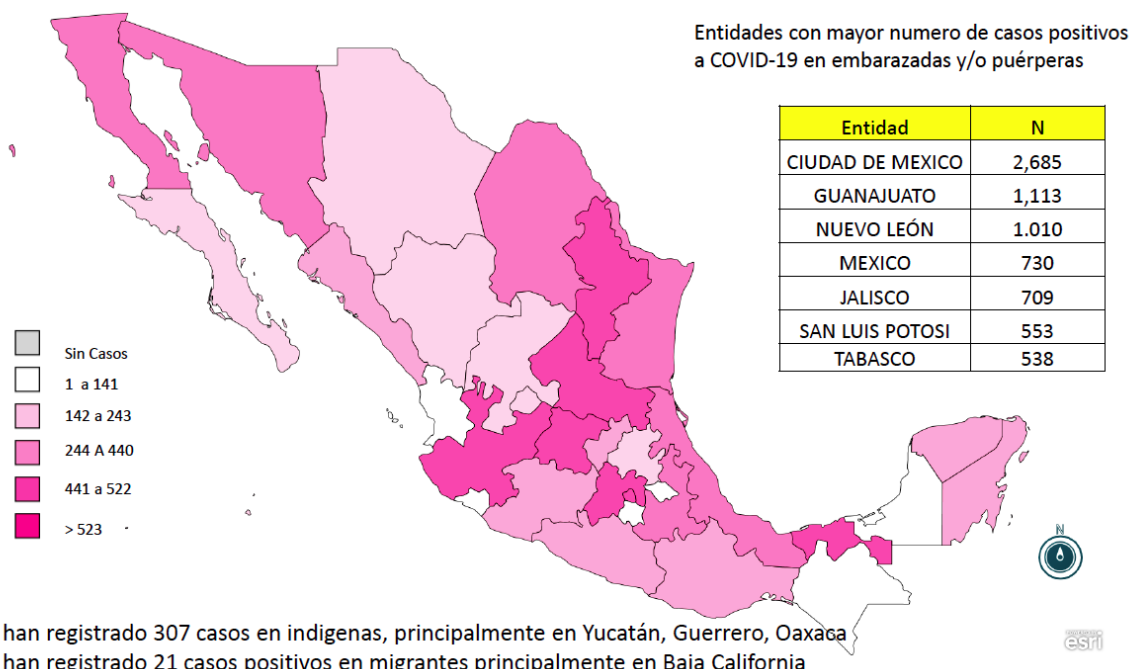 Entidades con mayor numero de casos positivos
a COVID-19 en embarazadas y/o puérperas
Entidad N
CIUDAD DE MEXICO 2,685
GUANAJUATO 1,113
NUEVO LEÓN 1.010
MEXICO 730
JALISCO 709
SAN LUIS POTOSI 553
TABASCO 538
Sin Casos
1 a 141
142 a 243
244 A 440
441 a 522
> 523
N
han registrado 307 casos en indigenas, principalmente en Yucatán, Guerrero, Oaxaca
han registrado 21 casos positivos en migrantes principalmente en Baja California
esri